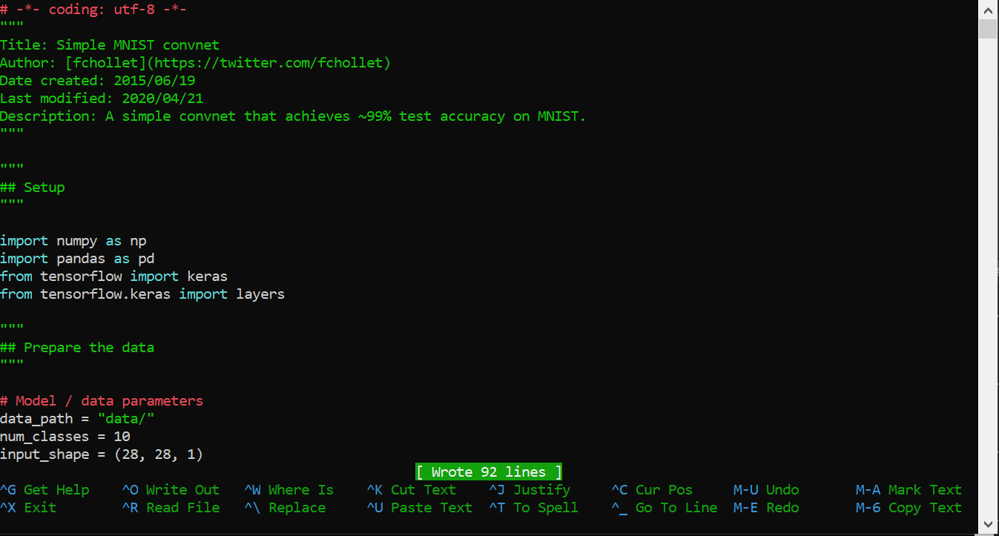 # -*- coding: utf-8 -*-
"""
Title: Simple MNIST convnet
Author: [fchollet](https://twitter.com/fchollet)
Date created: 2015/06/19
Last modified: 2020/04/21
Description: A simple convnet that achieves ~99% test accuracy on MNIST.
"""
"""
## Setup
"""
import numpy as np
import pandas as pd
from tensorflow import keras
from tensorflow.keras import layers
"""
## Prepare the data
"""
# Model / data parameters
data_path = "data/"
num_classes = 10
input_shape = (28, 28, 1)
[ Wrote 92 lines ]
^G Get Help ^O Write Out ^W Where Is ^K Cut Text ^J Justify ^C Cur Pos M-U Undo M-A Mark Text
^X Exit ^R Read File ^\ Replace ^U Paste Text ^T To Spell ^_ Go To Line M-E Redo M-6 Copy Text